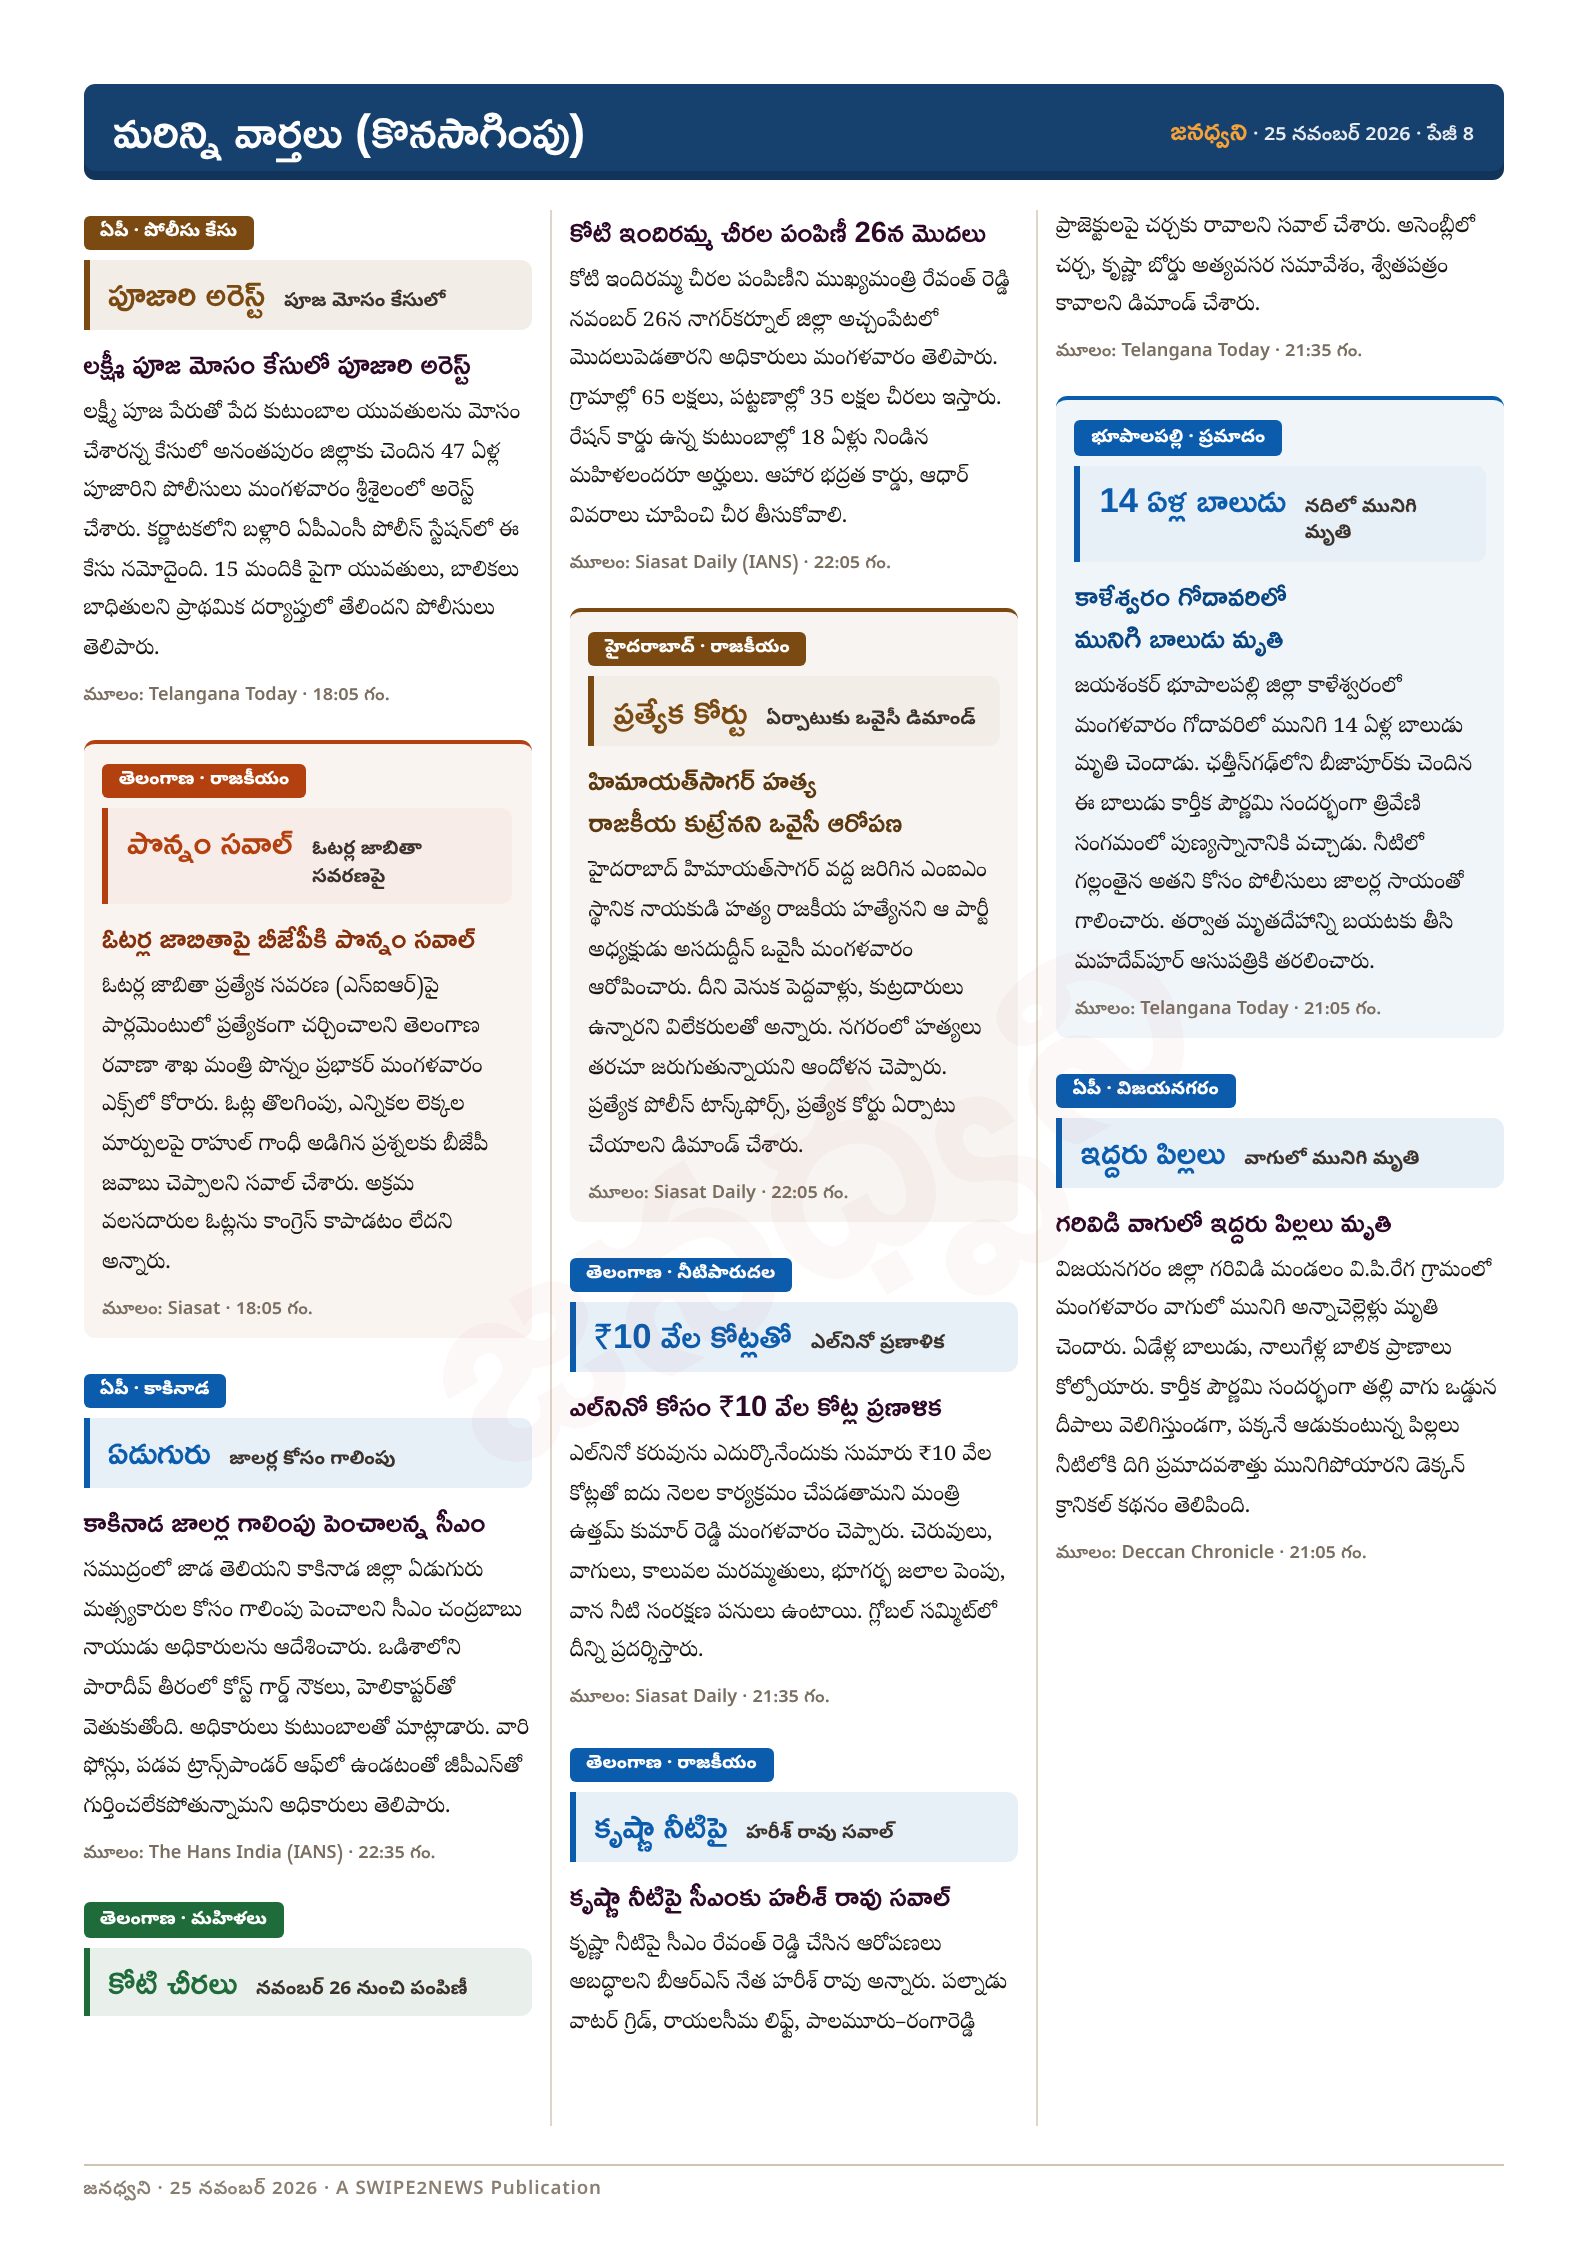 మరిన్ని వార్తలు (కొనసాగింపు)
జనధ్వని · 25 నవంబర్ 2026 · పేజీ 8
ఏపీ · పోలీసు కేసు
పూజారి అరెస్ట్ పూజ మోసం కేసులో
లక్ష్మీ పూజ మోసం కేసులో పూజారి అరెస్ట్
లక్ష్మీ పూజ పేరుతో పేద కుటుంబాల యువతులను మోసం
చేశారన్న కేసులో అనంతపురం జిల్లాకు చెందిన 47 ఏళ్ల
పూజారిని పోలీసులు మంగళవారం శ్రీశైలంలో అరెస్ట్
చేశారు. కర్ణాటకలోని బళ్లారి ఏపీఎంసీ పోలీస్ స్టేషన్‌లో ఈ
కేసు నమోదైంది. 15 మందికి పైగా యువతులు, బాలికలు
బాధితులని ప్రాథమిక దర్యాప్తులో తేలిందని పోలీసులు
తెలిపారు.
మూలం: Telangana Today · 18:05 గం.
తెలంగాణ · రాజకీయం
పొన్నం సవాల్ ఓటర్ల జాబితా
సవరణపై
ఓటర్ల జాబితాపై బీజేపీకి పొన్నం సవాల్
ఓటర్ల జాబితా ప్రత్యేక సవరణ (ఎస్ఐఆర్)పై
పార్లమెంటులో ప్రత్యేకంగా చర్చించాలని తెలంగాణ
రవాణా శాఖ మంత్రి పొన్నం ప్రభాకర్ మంగళవారం
ఎక్స్‌లో కోరారు. ఓట్ల తొలగింపు, ఎన్నికల లెక్కల
మార్పులపై రాహుల్ గాంధీ అడిగిన ప్రశ్నలకు బీజేపీ
జవాబు చెప్పాలని సవాల్ చేశారు. అక్రమ
వలసదారుల ఓట్లను కాంగ్రెస్ కాపాడటం లేదని
అన్నారు.
మూలం: Siasat · 18:05 గం.
ఏపీ · కాకినాడ
ఏడుగురు జాలర్ల కోసం గాలింపు
కాకినాడ జాలర్ల గాలింపు పెంచాలన్న సీఎం
సముద్రంలో జాడ తెలియని కాకినాడ జిల్లా ఏడుగురు
మత్స్యకారుల కోసం గాలింపు పెంచాలని సీఎం చంద్రబాబు
నాయుడు అధికారులను ఆదేశించారు. ఒడిశాలోని
పారాదీప్ తీరంలో కోస్ట్ గార్డ్ నౌకలు, హెలికాప్టర్‌తో
వెతుకుతోంది. అధికారులు కుటుంబాలతో మాట్లాడారు. వారి
ఫోన్లు, పడవ ట్రాన్స్‌పాండర్ ఆఫ్‌లో ఉండటంతో జీపీఎస్‌తో
గుర్తించలేకపోతున్నామని అధికారులు తెలిపారు.
మూలం: The Hans India (IANS) · 22:35 గం.
తెలంగాణ · మహిళలు
కోటి చీరలు నవంబర్ 26 నుంచి పంపిణీ
కోటి ఇందిరమ్మ చీరల పంపిణీ 26న మొదలు
కోటి ఇందిరమ్మ చీరల పంపిణీని ముఖ్యమంత్రి రేవంత్ రెడ్డి
నవంబర్ 26న నాగర్‌కర్నూల్ జిల్లా అచ్చంపేటలో
మొదలుపెడతారని అధికారులు మంగళవారం తెలిపారు.
గ్రామాల్లో 65 లక్షలు, పట్టణాల్లో 35 లక్షల చీరలు ఇస్తారు.
రేషన్ కార్డు ఉన్న కుటుంబాల్లో 18 ఏళ్లు నిండిన
మహిళలందరూ అర్హులు. ఆహార భద్రత కార్డు, ఆధార్
వివరాలు చూపించి చీర తీసుకోవాలి.
మూలం: Siasat Daily (IANS) · 22:05 గం.
హైదరాబాద్ · రాజకీయం
ప్రత్యేక కోర్టు ఏర్పాటుకు ఒవైసీ డిమాండ్
హిమాయత్‌సాగర్ హత్య
రాజకీయ కుట్రేనని ఒవైసీ ఆరోపణ
హైదరాబాద్ హిమాయత్‌సాగర్ వద్ద జరిగిన ఎంఐఎం
స్థానిక నాయకుడి హత్య రాజకీయ హత్యేనని ఆ పార్టీ
అధ్యక్షుడు అసదుద్దీన్ ఒవైసీ మంగళవారం
ఆరోపించారు. దీని వెనుక పెద్దవాళ్లు, కుట్రదారులు
ఉన్నారని విలేకరులతో అన్నారు. నగరంలో హత్యలు
తరచూ జరుగుతున్నాయని ఆందోళన చెప్పారు.
ప్రత్యేక పోలీస్ టాస్క్‌ఫోర్స్, ప్రత్యేక కోర్టు ఏర్పాటు
చేయాలని డిమాండ్ చేశారు.
మూలం: Siasat Daily · 22:05 గం.
తెలంగాణ · నీటిపారుదల
₹10 వేల కోట్లతో ఎల్‌నినో ప్రణాళిక
ఎల్‌నినో కోసం ₹10 వేల కోట్ల ప్రణాళిక
ఎల్‌నినో కరువును ఎదుర్కొనేందుకు సుమారు ₹10 వేల
కోట్లతో ఐదు నెలల కార్యక్రమం చేపడతామని మంత్రి
ఉత్తమ్ కుమార్ రెడ్డి మంగళవారం చెప్పారు. చెరువులు,
వాగులు, కాలువల మరమ్మతులు, భూగర్భ జలాల పెంపు,
వాన నీటి సంరక్షణ పనులు ఉంటాయి. గ్లోబల్ సమ్మిట్‌లో
దీన్ని ప్రదర్శిస్తారు.
మూలం: Siasat Daily · 21:35 గం.
తెలంగాణ · రాజకీయం
కృష్ణా నీటిపై హరీశ్ రావు సవాల్
కృష్ణా నీటిపై సీఎంకు హరీశ్ రావు సవాల్
కృష్ణా నీటిపై సీఎం రేవంత్ రెడ్డి చేసిన ఆరోపణలు
అబద్ధాలని బీఆర్ఎస్ నేత హరీశ్ రావు అన్నారు. పల్నాడు
వాటర్ గ్రిడ్, రాయలసీమ లిఫ్ట్, పాలమూరు–రంగారెడ్డి
ప్రాజెక్టులపై చర్చకు రావాలని సవాల్ చేశారు. అసెంబ్లీలో
చర్చ, కృష్ణా బోర్డు అత్యవసర సమావేశం, శ్వేతపత్రం
కావాలని డిమాండ్ చేశారు.
మూలం: Telangana Today · 21:35 గం.
భూపాలపల్లి · ప్రమాదం
14 ఏళ్ల బాలుడు నదిలో మునిగి
మృతి
కాళేశ్వరం గోదావరిలో
మునిగి బాలుడు మృతి
జయశంకర్ భూపాలపల్లి జిల్లా కాళేశ్వరంలో
మంగళవారం గోదావరిలో మునిగి 14 ఏళ్ల బాలుడు
మృతి చెందాడు. ఛత్తీస్‌గఢ్‌లోని బీజాపూర్‌కు చెందిన
ఈ బాలుడు కార్తీక పౌర్ణమి సందర్భంగా త్రివేణి
సంగమంలో పుణ్యస్నానానికి వచ్చాడు. నీటిలో
గల్లంతైన అతని కోసం పోలీసులు జాలర్ల సాయంతో
గాలించారు. తర్వాత మృతదేహాన్ని బయటకు తీసి
మహదేవ్‌పూర్ ఆసుపత్రికి తరలించారు.
మూలం: Telangana Today · 21:05 గం.
ఏపీ · విజయనగరం
ఇద్దరు పిల్లలు వాగులో మునిగి మృతి
గరివిడి వాగులో ఇద్దరు పిల్లలు మృతి
విజయనగరం జిల్లా గరివిడి మండలం వి.పి.రేగ గ్రామంలో
మంగళవారం వాగులో మునిగి అన్నాచెల్లెళ్లు మృతి
చెందారు. ఏడేళ్ల బాలుడు, నాలుగేళ్ల బాలిక ప్రాణాలు
కోల్పోయారు. కార్తీక పౌర్ణమి సందర్భంగా తల్లి వాగు ఒడ్డున
దీపాలు వెలిగిస్తుండగా, పక్కనే ఆడుకుంటున్న పిల్లలు
నీటిలోకి దిగి ప్రమాదవశాత్తు మునిగిపోయారని డెక్కన్
క్రానికల్ కథనం తెలిపింది.
మూలం: Deccan Chronicle · 21:05 గం.
జనధ్వని
జనధ్వని · 25 నవంబర్ 2026 · A SWIPE2NEWS Publication